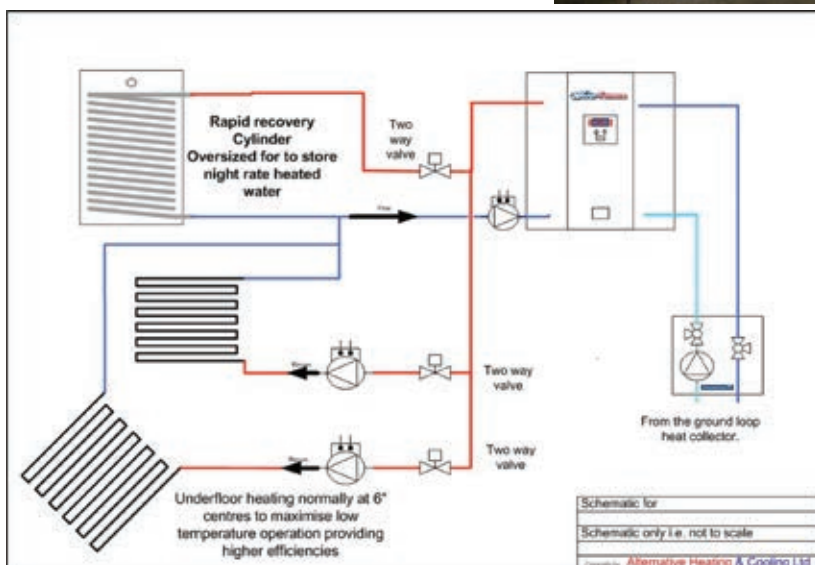 Rapid recovery
Cylinder
Oversized for to store
night rate heated
water
Two
way
valve
Flow
Two way
valve
Two way
valve
From the ground loop
heat collector.
Underfloor heating normally at 6"
centres to maximise low
temperature operation providing
higher efficiencies
Schematic for
Schematic only i.e. not to scale
Alternative Heating & Cooling Ltd